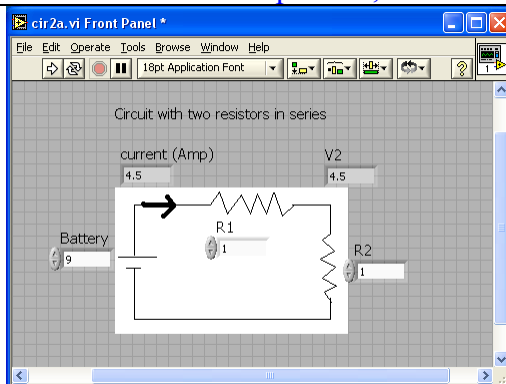 cir2a.vi Front Panel *
File Edit Operate Tools Browse Window Help
18pt Application Font
1
Circuit with two resistors in series
current (Amp)
4.5
V2
4.5
R1
1
Battery
9
R2
1